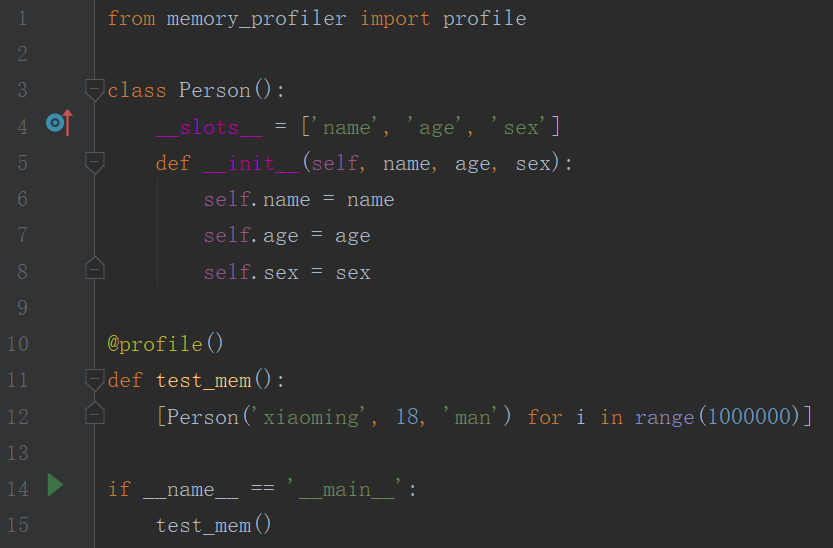 1 from memory_profiler import profile
2
3 class Person():
4     __slots__ = ['name', 'age', 'sex']
5     def __init__(self, name, age, sex):
6         self.name = name
7         self.age = age
8         self.sex = sex
9
10 @profile()
11 def test_mem():
12     [Person('xiaoming', 18, 'man') for i in range(1000000)]
13
14 if __name__ == '__main__':
15     test_mem()